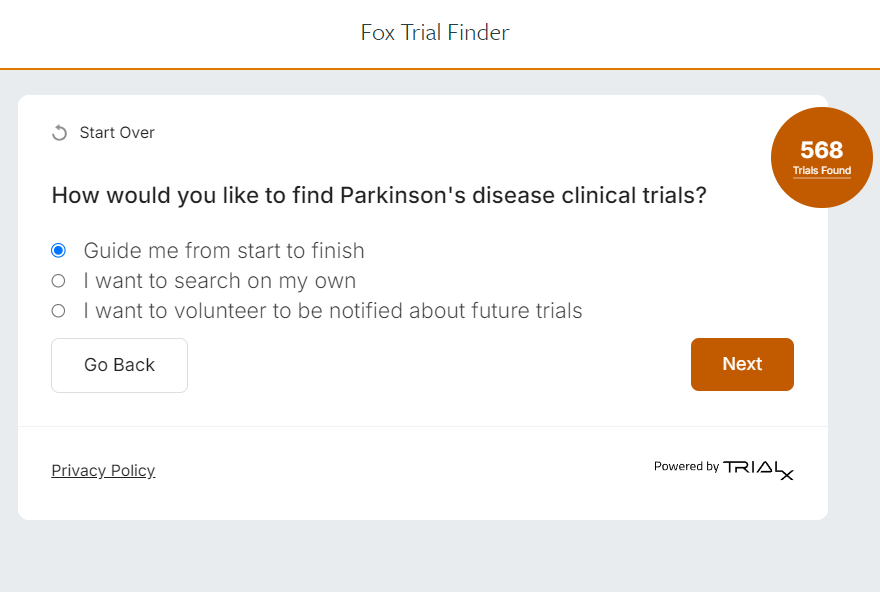 Fox Trial Finder
Start Over
568
Trials Found
How would you like to find Parkinson's disease clinical trials?
Guide me from start to finish
I want to search on my own
I want to volunteer to be notified about future trials
Go Back
Next
Privacy Policy
Powered by TRIALX